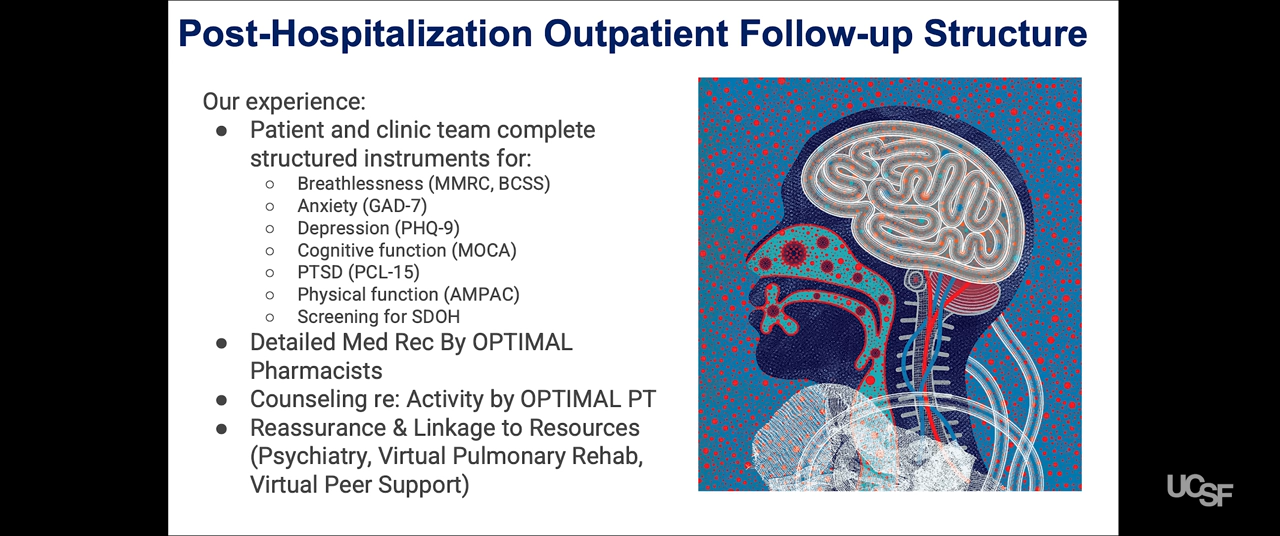 Post-Hospitalization Outpatient Follow-up Structure
Our experience:
● Patient and clinic team complete
structured instruments for:
○ Breathlessness (MMRC, BCSS)
○ Anxiety (GAD-7)
○ Depression (PHQ-9)
○ Cognitive function (MOCA)
○ PTSD (PCL-15)
○ Physical function (AMPAC)
○ Screening for SDOH
● Detailed Med Rec By OPTIMAL
Pharmacists
● Counseling re: Activity by OPTIMAL PT
● Reassurance & Linkage to Resources
(Psychiatry, Virtual Pulmonary Rehab,
Virtual Peer Support)
UCSF